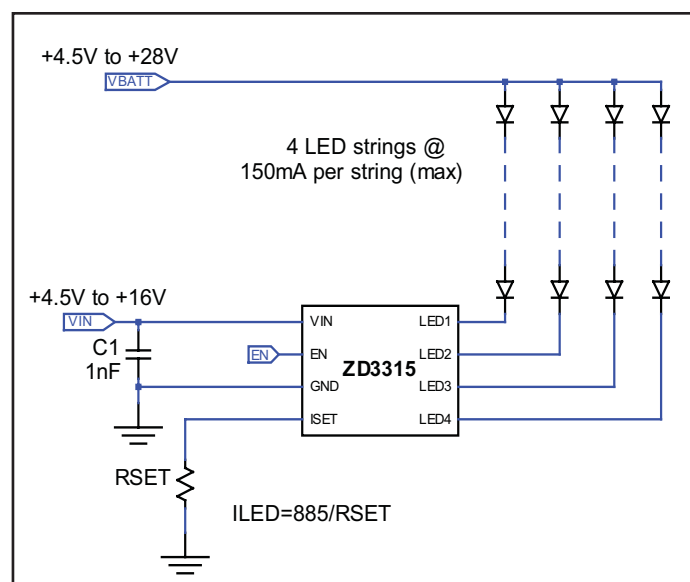 +4.5V to +28V
VBATT
4 LED strings @
150mA per string (max)
+4.5V to +16V
VIN
C1
1nF
EN
VIN
EN
GND
ISET
ZD3315
LED1
LED2
LED3
LED4
RSET
ILED=885/RSET